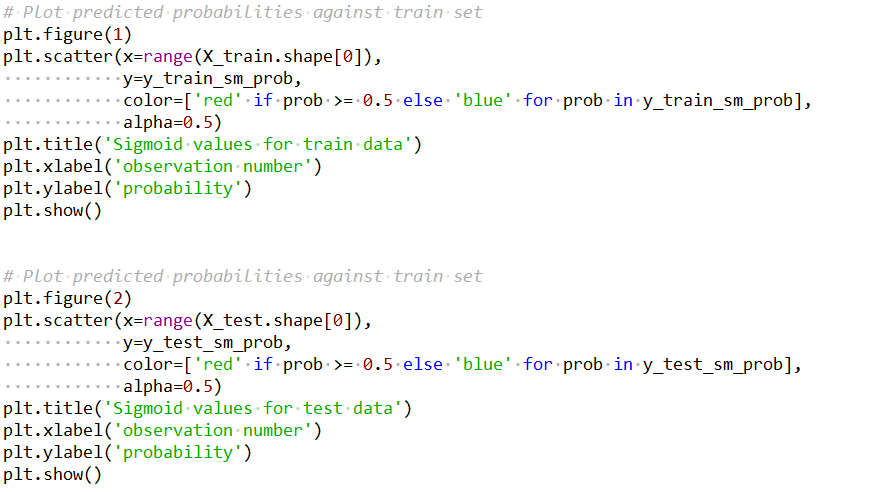 # Plot predicted probabilities against train set
plt.figure(1)
plt.scatter(x=range(X_train.shape[0]),
            y=y_train_sm_prob,
            color=['red' if prob >= 0.5 else 'blue' for prob in y_train_sm_prob],
            alpha=0.5)
plt.title('Sigmoid values for train data')
plt.xlabel('observation number')
plt.ylabel('probability')
plt.show()


# Plot predicted probabilities against train set
plt.figure(2)
plt.scatter(x=range(X_test.shape[0]),
            y=y_test_sm_prob,
            color=['red' if prob >= 0.5 else 'blue' for prob in y_test_sm_prob],
            alpha=0.5)
plt.title('Sigmoid values for test data')
plt.xlabel('observation number')
plt.ylabel('probability')
plt.show()